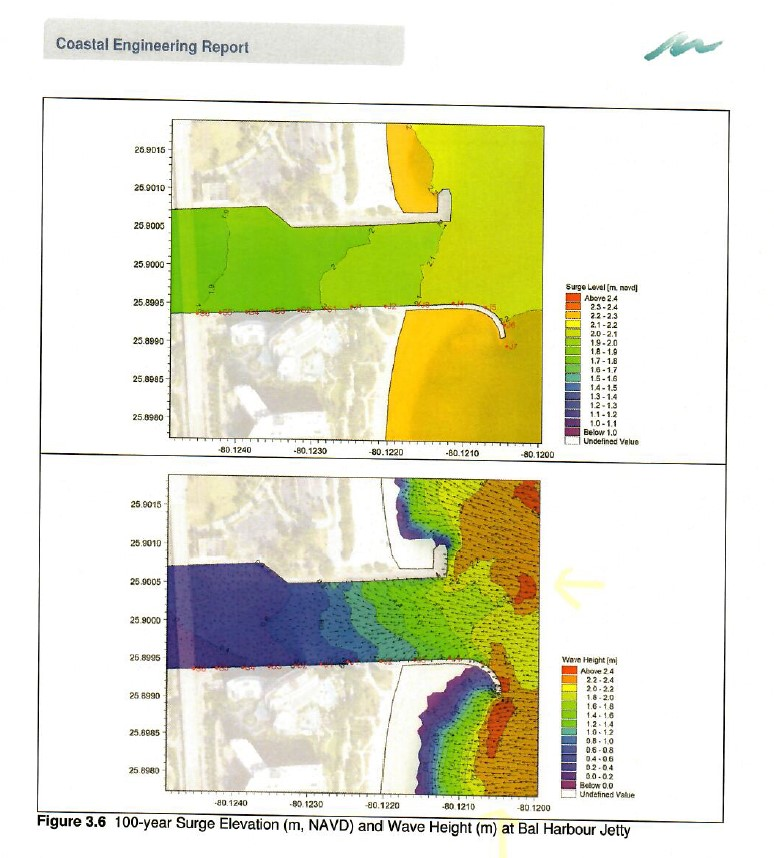 Coastal Engineering Report
25.9015
25.9010
25.9005
25.9000
25.8995
25.8990
25.8985
25.8980
-80.1240
-80.1230
-80.1220
-80.1210
-80.1200
Surge Level [m, navd]
Above 2.4
2.3 - 2.4
2.2 - 2.3
2.1 - 2.2
2.0 - 2.1
1.9 - 2.0
1.8 - 1.9
1.7 - 1.8
1.6 - 1.7
1.5 - 1.6
1.4 - 1.5
1.3 - 1.4
1.2 - 1.3
1.1 - 1.2
1.0 - 1.1
Below 1.0
Undefined Value
25.9015
25.9010
25.9005
25.9000
25.8995
25.8990
25.8985
25.8980
-80.1240
-80.1230
-80.1220
-80.1210
-80.1200
Wave Height [m]
Above 2.4
2.2 - 2.4
2.0 - 2.2
1.8 - 2.0
1.6 - 1.8
1.4 - 1.6
1.2 - 1.4
1.0 - 1.2
0.8 - 1.0
0.6 - 0.8
0.4 - 0.6
0.2 - 0.4
0.0 - 0.2
Below 0.0
Undefined Value
Figure 3.6 100-year Surge Elevation (m, NAVD) and Wave Height (m) at Bal Harbour Jetty